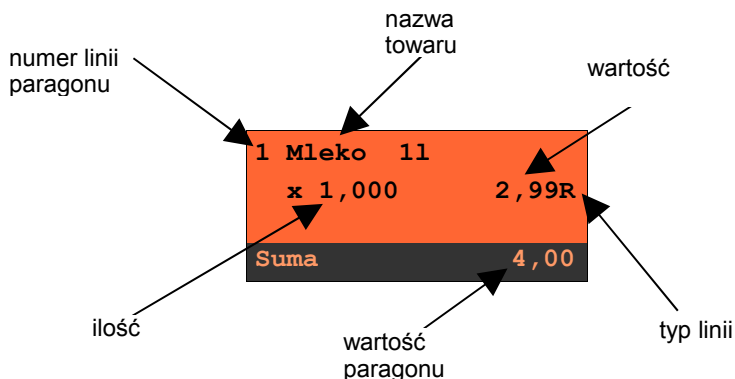 nazwa
towaru
numer linii
paragonu
wartość
1 Mleko 1l
x 1,000 2,99R
Suma 4,00
ilość
wartość
paragonu
typ linii